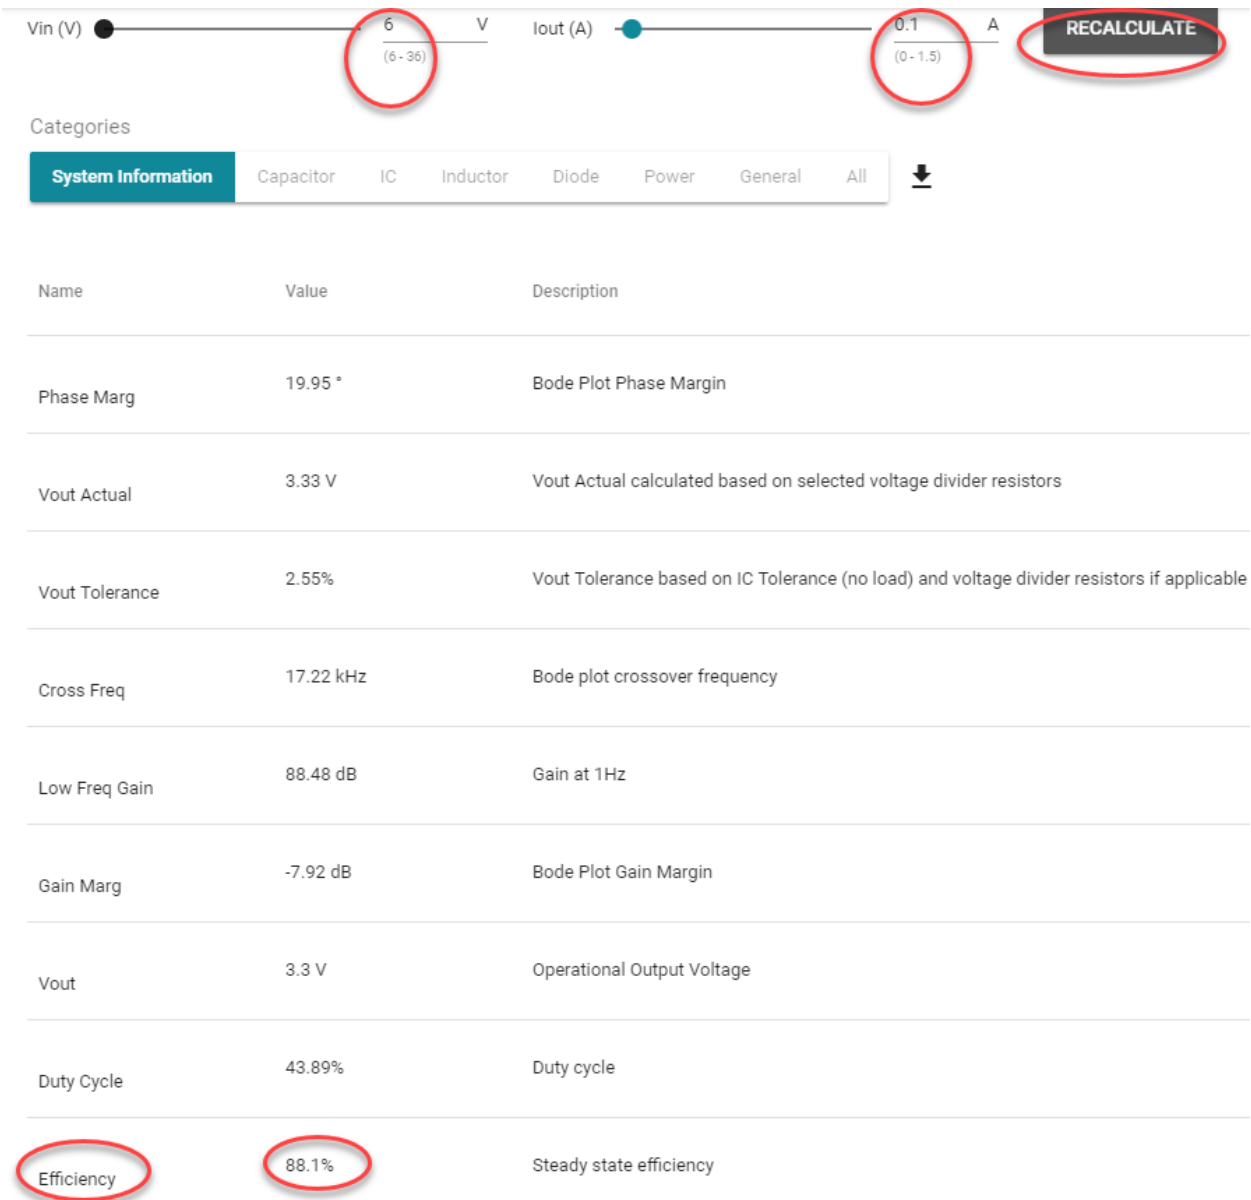 Vin (V) 6 V Iout (A) 0.1 A RECALCULATE
(6 - 36) (0 - 1.5)
Categories
System Information Capacitor IC Inductor Diode Power General All
Name Value Description
Phase Marg 19.95 ° Bode Plot Phase Margin
Vout Actual 3.33 V Vout Actual calculated based on selected voltage divider resistors
Vout Tolerance 2.55% Vout Tolerance based on IC Tolerance (no load) and voltage divider resistors if applicable
Cross Freq 17.22 kHz Bode plot crossover frequency
Low Freq Gain 88.48 dB Gain at 1Hz
Gain Marg -7.92 dB Bode Plot Gain Margin
Vout 3.3 V Operational Output Voltage
Duty Cycle 43.89% Duty cycle
Efficiency 88.1% Steady state efficiency